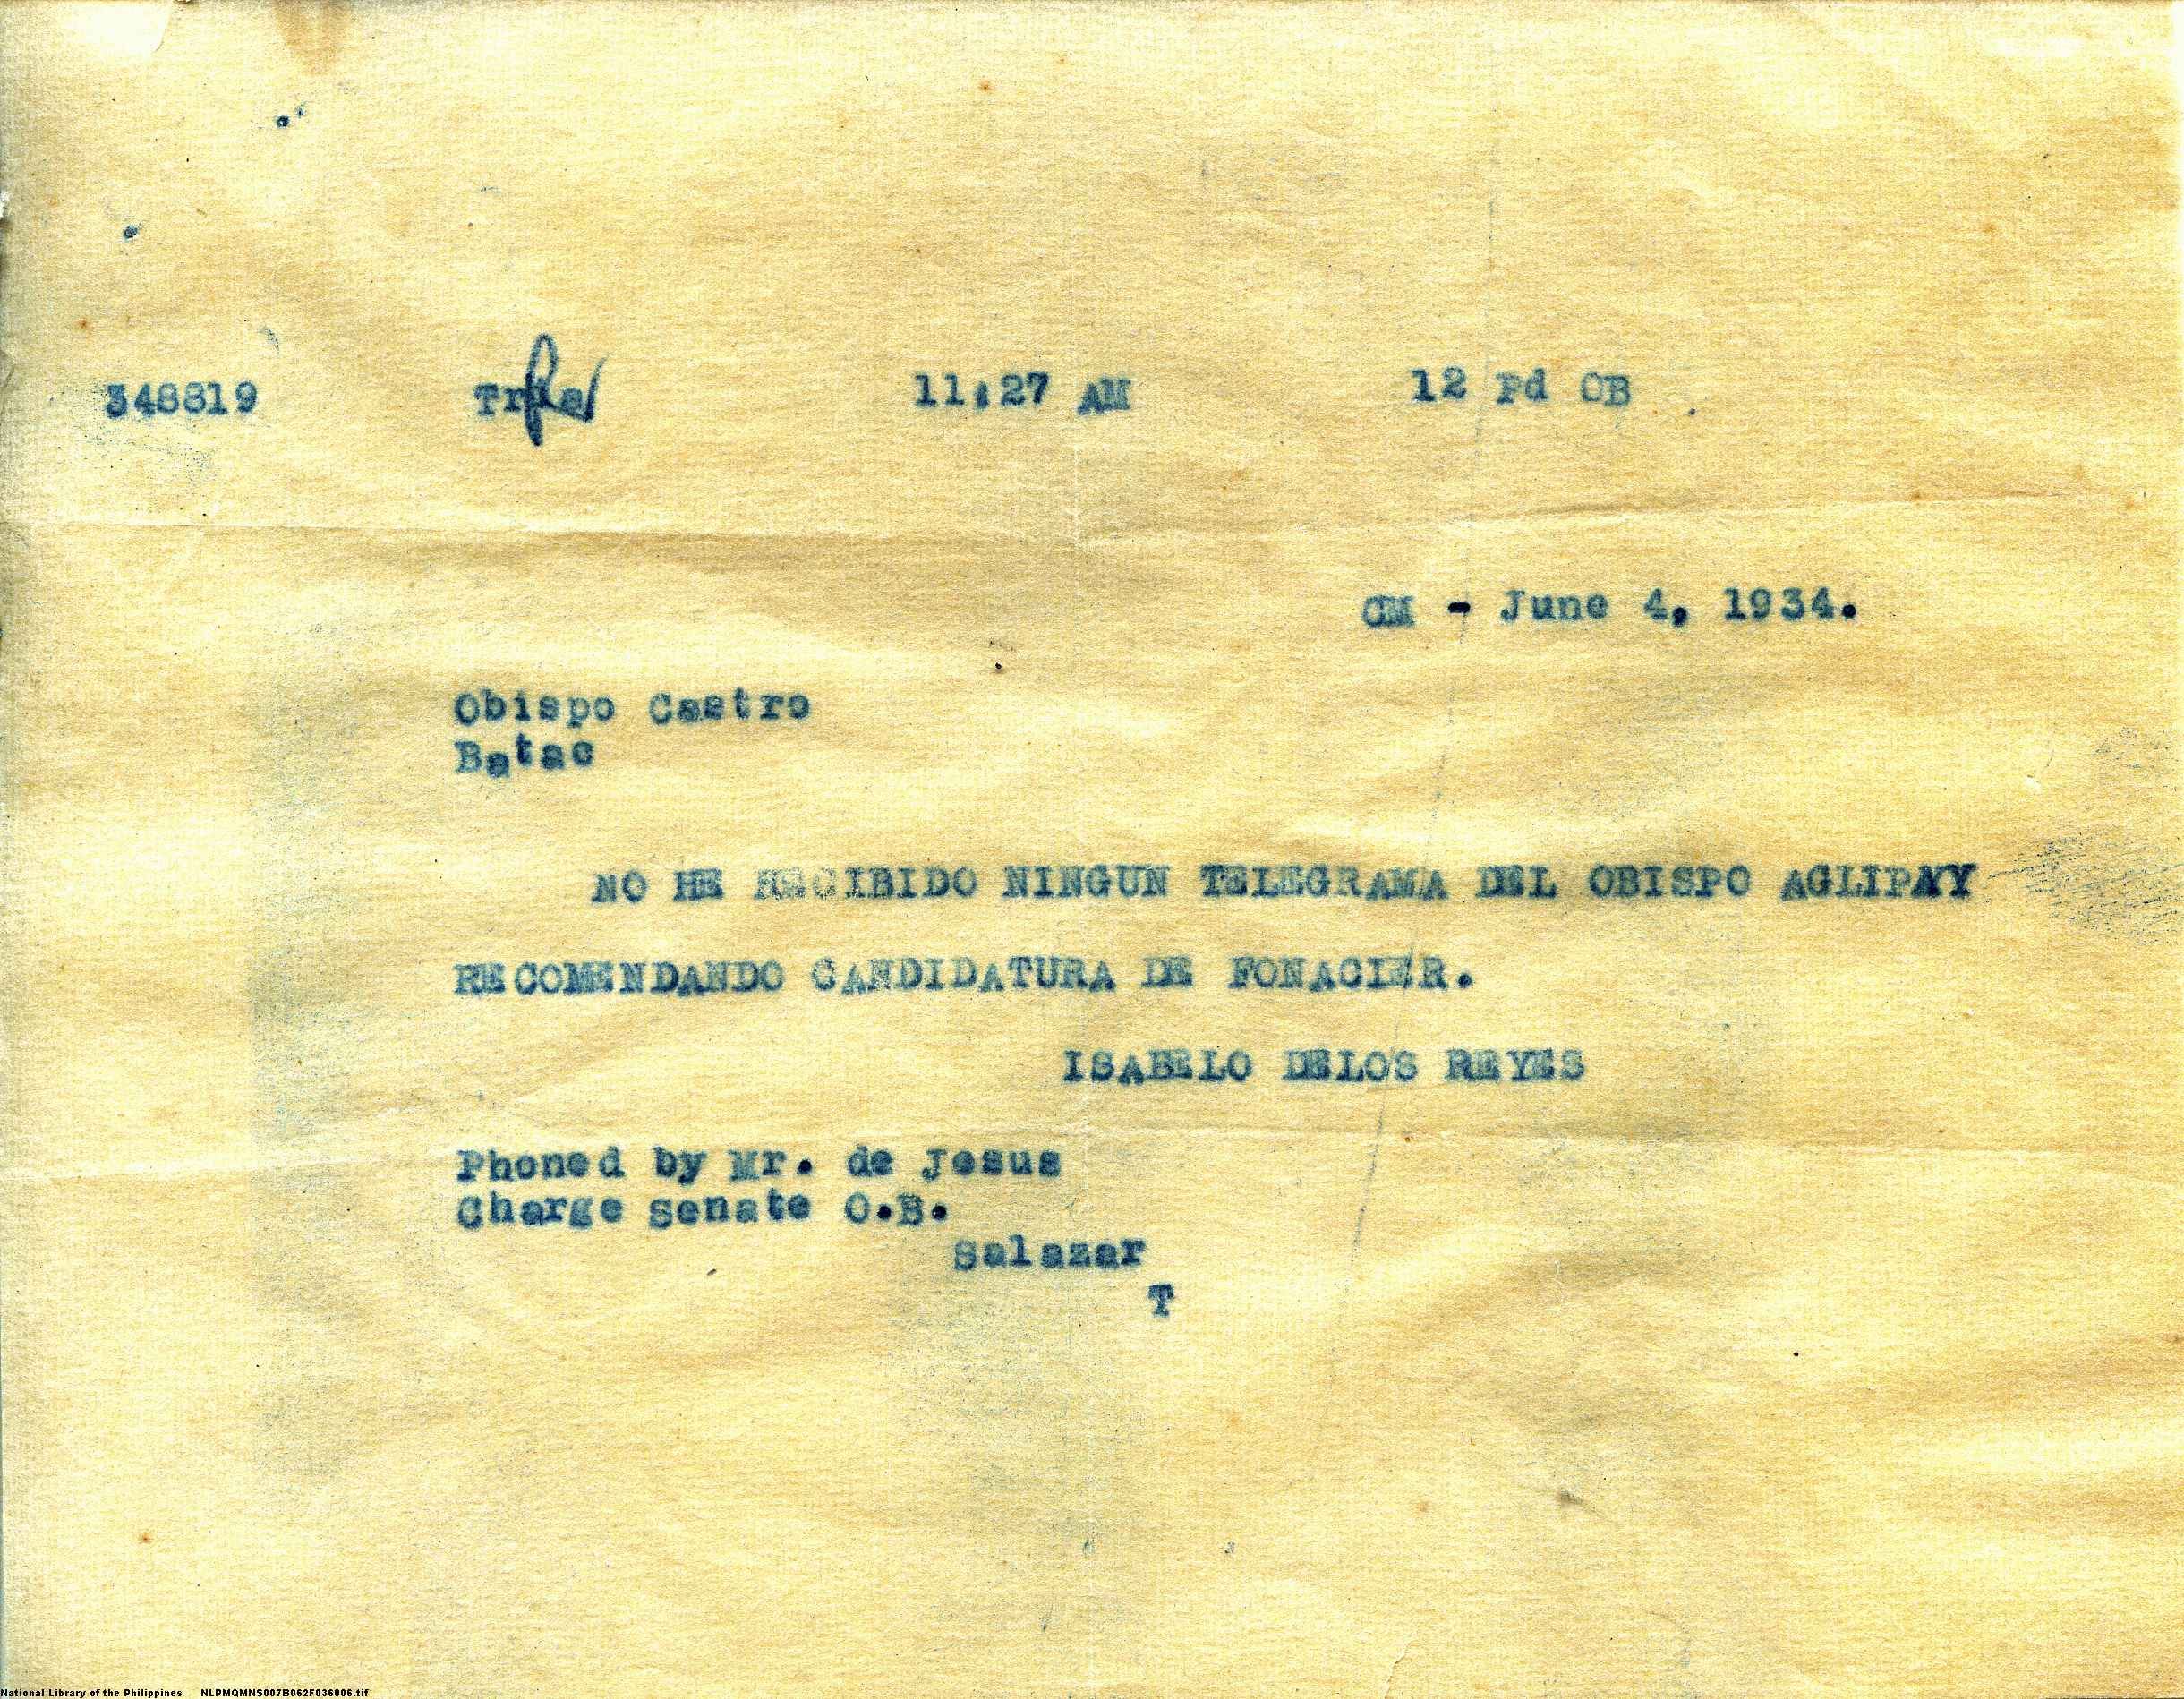 348819 11:27 AM 12 Pd OB
CM - June 4, 1934.
Obispo Castro
Batac
NO HE RECIBIDO NINGUN TELEGRAMA DEL OBISPO AGLIPAY
RECOMENDANDO CANDIDATURA DE FONACIER.
ISABELO DELOS REYES
Phoned by Mr. de Jesus
Charge Senate O.B.
Salazar
T
National Library of the Philippines NLPMQMNS007B062F036006.tif